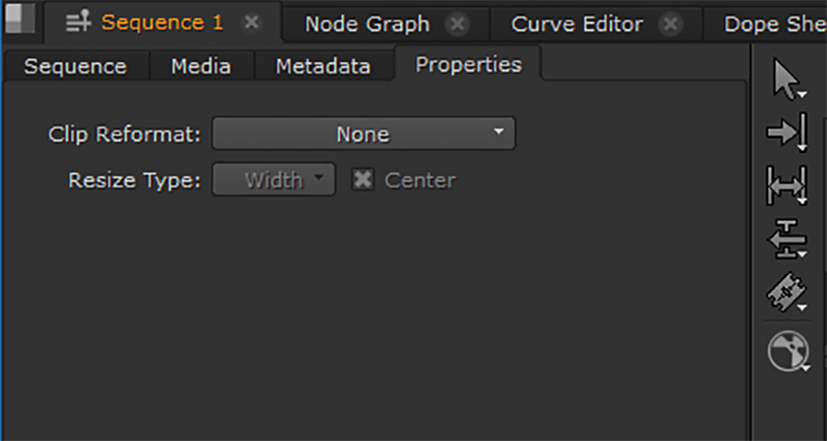 Sequence 1 Node Graph Curve Editor Dope She
Sequence Media Metadata Properties
Clip Reformat: None
Resize Type: Width Center